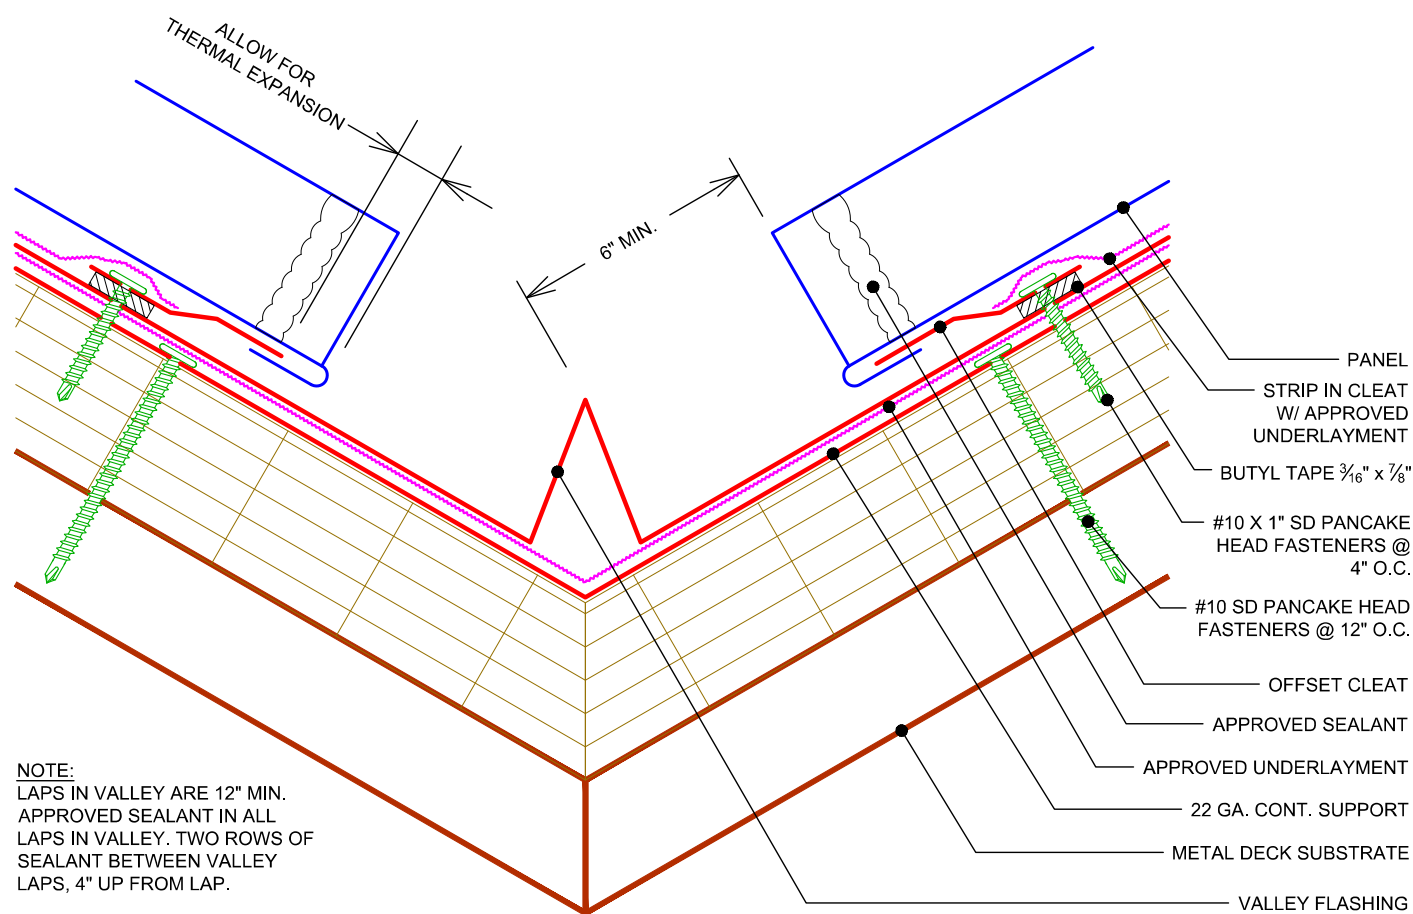 ALLOW FOR
THERMAL EXPANSION
6" MIN.
PANEL
STRIP IN CLEAT
W/ APPROVED
UNDERLAYMENT
BUTYL TAPE 3⁄16" x 7⁄8"
#10 X 1" SD PANCAKE
HEAD FASTENERS @
4" O.C.
#10 SD PANCAKE HEAD
FASTENERS @ 12" O.C.
OFFSET CLEAT
APPROVED SEALANT
APPROVED UNDERLAYMENT
22 GA. CONT. SUPPORT
METAL DECK SUBSTRATE
VALLEY FLASHING
NOTE:
LAPS IN VALLEY ARE 12" MIN.
APPROVED SEALANT IN ALL
LAPS IN VALLEY. TWO ROWS OF
SEALANT BETWEEN VALLEY
LAPS, 4" UP FROM LAP.